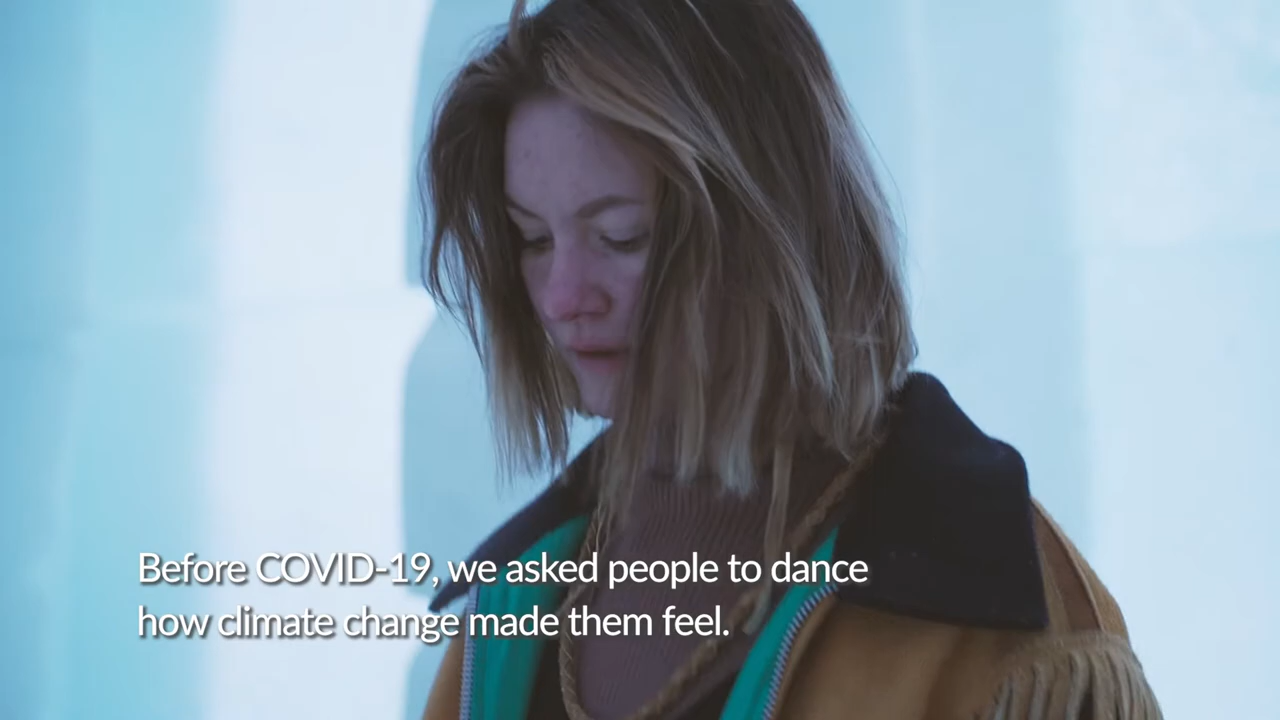 Before COVID-19, we asked people to dance
how climate change made them feel.